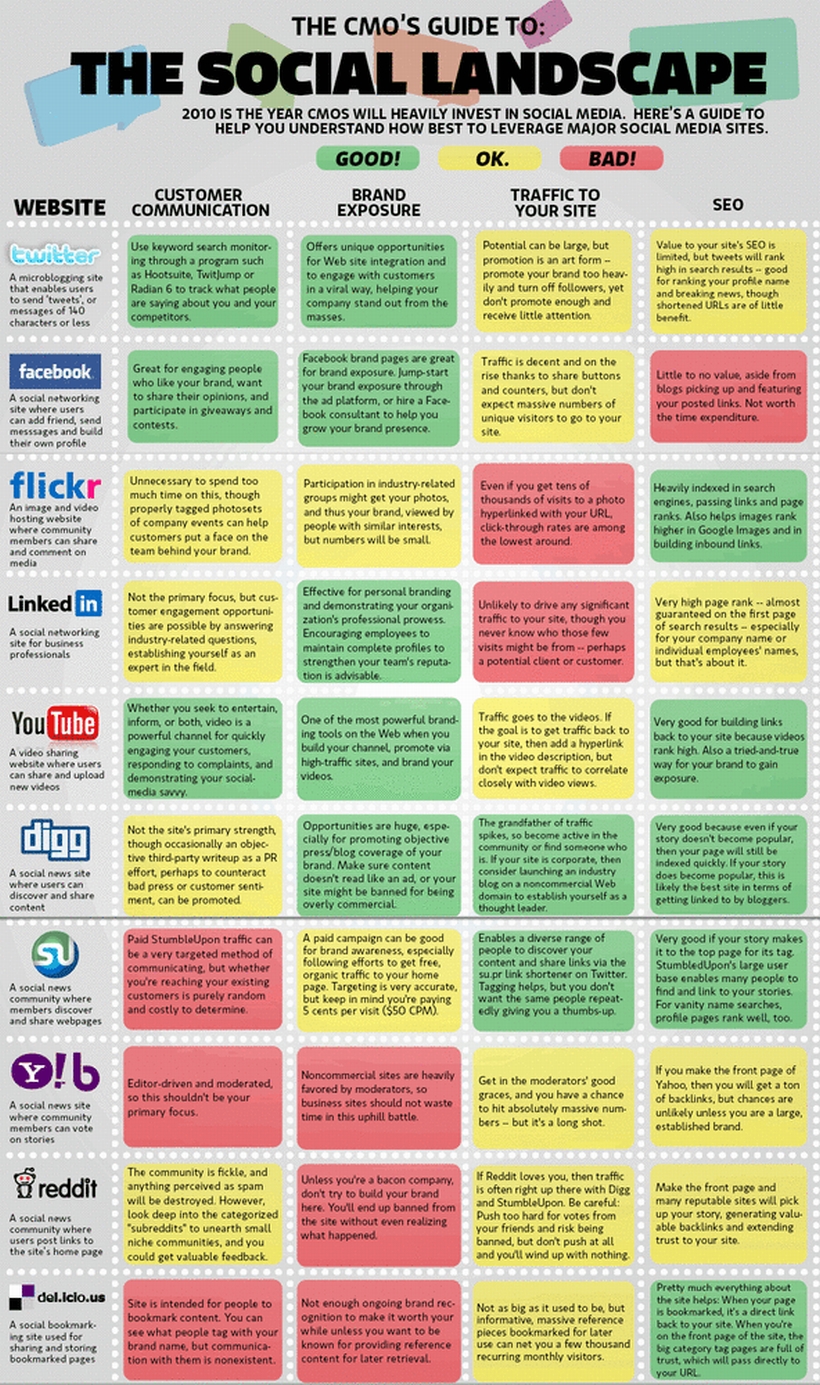 THE CMO'S GUIDE TO:
THE SOCIAL LANDSCAPE
2010 IS THE YEAR CMOS WILL HEAVILY INVEST IN SOCIAL MEDIA. HERE'S A GUIDE TO
HELP YOU UNDERSTAND HOW BEST TO LEVERAGE MAJOR SOCIAL MEDIA SITES.
GOOD! OK. BAD!
WEBSITE
CUSTOMER
COMMUNICATION
BRAND
EXPOSURE
TRAFFIC TO
YOUR SITE
SEO
twitter
A microblogging site
that enables users
to send 'tweets', or
messages of 140
characters or less
Use keyword search monitor-
ing through a program such
as Hootsuite, TwitJump or
Radian 6 to track what people
are saying about you and your
competitors.
Offers unique opportunities
for Web site integration and
to engage with customers
in a viral way, helping your
company stand out from the
masses.
Potential can be large, but
promotion is an art form --
promote your brand too heav-
ily and turn off followers, yet
don't promote enough and
receive little attention.
Value to your site's SEO is
limited, but tweets will rank
high in search results -- good
for ranking your profile name
and breaking news, though
shortened URLs are of little
benefit.
facebook
A social networking
site where users
can add friend, send
messsages and build
their own profile
Great for engaging people
who like your brand, want
to share their opinions, and
participate in giveaways and
contests.
Facebook brand pages are great
for brand exposure. Jump-start
your brand exposure through
the ad platform, or hire a Face-
book consultant to help you
grow your brand presence.
Traffic is decent and on the
rise thanks to share buttons
and counters, but don't
expect massive numbers of
unique visitors to go to your
site.
Little to no value, aside from
blogs picking up and featuring
your posted links. Not worth
the time expenditure.
flickr
An image and video
hosting website
where community
members can share
and comment on
media
Unnecessary to spend too
much time on this, though
properly tagged photosets
of company events can help
customers put a face on the
team behind your brand.
Participation in industry-related
groups might get your photos,
and thus your brand, viewed by
people with similar interests,
but numbers will be small.
Even if you get tens of
thousands of visits to a photo
hyperlinked with your URL,
click-through rates are among
the lowest around.
Heavily indexed in search
engines, passing links and page
ranks. Also helps images rank
higher in Google Images and in
building inbound links.
Linked in
A social networking
site for business
professionals
Not the primary focus, but cus-
tomer engagement opportuni-
ties are possible by answering
industry-related questions,
establishing yourself as an
expert in the field.
Effective for personal branding
and demonstrating your organi-
zation's professional prowess.
Encouraging employees to
maintain complete profiles to
strengthen your team's reputa-
tion is advisable.
Unlikely to drive any significant
traffic to your site, though you
never know who those few
visits might be from -- perhaps
a potential client or customer.
Very high page rank -- almost
guaranteed on the first page
of search results -- especially
for your company name or
individual employees' names,
but that's about it.
You Tube
A video sharing
website where users
can share and upload
new videos
Whether you seek to entertain,
inform, or both, video is a
powerful channel for quickly
engaging your customers,
responding to complaints, and
demonstrating your social-
media savvy.
One of the most powerful brand-
ing tools on the Web when you
build your channel, promote via
high-traffic sites, and brand your
videos.
Traffic goes to the videos. If
the goal is to get traffic back to
your site, then add a hyperlink
in the video description, but
don't expect traffic to correlate
closely with video views.
Very good for building links
back to your site because videos
rank high. Also a tried-and-true
way for your brand to gain
exposure.
digg
A social news site
where users can
discover and share
content
Not the site's primary strength,
though occasionally an objec-
tive third-party writeup as a PR
effort, perhaps to counteract
bad press or customer senti-
ment, can be promoted.
Opportunities are huge, espe-
cially for promoting objective
press/blog coverage of your
brand. Make sure content
doesn't read like an ad, or your
site might be banned for being
overly commercial.
The grandfather of traffic
spikes, so become active in the
community or find someone who
is. If your site is corporate, then
consider launching an industry
blog on a noncommercial Web
domain to establish yourself as a
thought leader.
Very good because even if your
story doesn't become popular,
then your page will still be
indexed quickly. If your story
does become popular, this is
likely the best site in terms of
getting linked to by bloggers.
su
A social news
community where
members discover
and share webpages
Paid StumbleUpon traffic can
be a very targeted method of
communicating, but whether
you're reaching your existing
customers is purely random
and costly to determine.
A paid campaign can be good
for brand awareness, especially
following efforts to get free,
organic traffic to your home
page. Targeting is very accurate,
but keep in mind you're paying
5 cents per visit ($50 CPM).
Enables a diverse range of
people to discover your
content and share links via the
su.pr link shortener on Twitter.
Tagging helps, but you don't
want the same people repeat-
edly giving you a thumbs-up.
Very good if your story makes
it to the top page for its tag.
StumbledUpon's large user
base enables many people to
find and link to your stories.
For vanity name searches,
profile pages rank well, too.
Y! b
A social news site
where community
members can vote
on stories
Editor-driven and moderated,
so this shouldn't be your
primary focus.
Noncommercial sites are heavily
favored by moderators, so
business sites should not waste
time in this uphill battle.
Get in the moderators' good
graces, and you have a chance
to hit absolutely massive num-
bers -- but it's a long shot.
If you make the front page of
Yahoo, then you will get a ton
of backlinks, but chances are
unlikely unless you are a large,
established brand.
reddit
A social news
community where
users post links to
the site's home page
The community is fickle, and
anything perceived as spam
will be destroyed. However,
look deep into the categorized
"subreddits" to unearth small
niche communities, and you
could get valuable feedback.
Unless you're a bacon company,
don't try to build your brand
here. You'll end up banned from
the site without even realizing
what happened.
If Reddit loves you, then traffic
is often right up there with Digg
and StumbleUpon. Be careful:
Push too hard for votes from
your friends and risk being
banned, but don't push at all
and you'll wind up with nothing.
Make the front page and
many reputable sites will pick
up your story, generating valu-
able backlinks and extending
trust to your site.
del.icio.us
A social bookmark-
ing site used for
sharing and storing
bookmarked pages
Site is intended for people to
bookmark content. You can
see what people tag with your
brand name, but communica-
tion with them is nonexistent.
Not enough ongoing brand rec-
ognition to make it worth your
while unless you want to be
known for providing reference
content for later retrieval.
Not as big as it used to be, but
informative, massive reference
pieces bookmarked for later
use can net you a few thousand
recurring monthly visitors.
Pretty much everything about
the site helps: When your page
is bookmarked, it's a direct link
back to your site. When you're
on the front page of the site, the
big category tag pages are full of
trust, which will pass directly to
your URL.